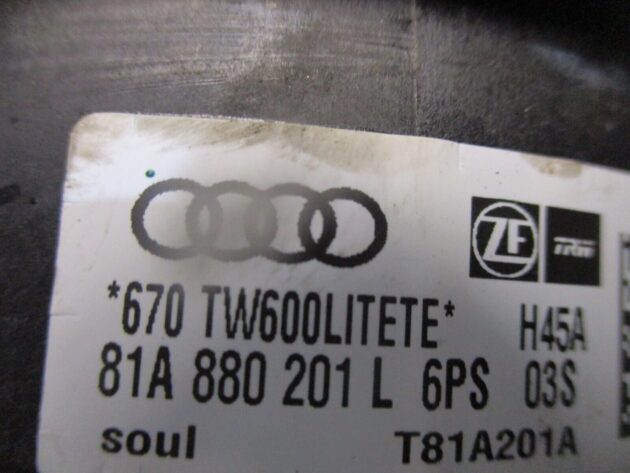 ZF TRW
*670 TW600LITETE* H45A
81A 880 201 L 6PS 03S
soul T81A201A